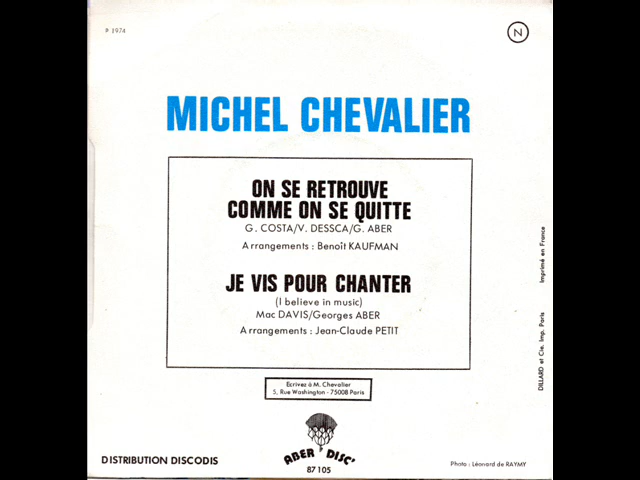 P 1974
N
MICHEL CHEVALIER
ON SE RETROUVE
COMME ON SE QUITTE
G. COSTA/V. DESSCA/G. ABER
Arrangements : Benoît KAUFMAN
JE VIS POUR CHANTER
(I believe in music)
Mac DAVIS/Georges ABER
Arrangements : Jean-Claude PETIT
Ecrivez à M. Chevalier
5, Rue Washington - 75008 Paris
ABER DISC'
87 105
DISTRIBUTION DISCODIS
Photo : Léonard de RAYMY
DILLARD et Cie. Imp. Paris Imprimé en France